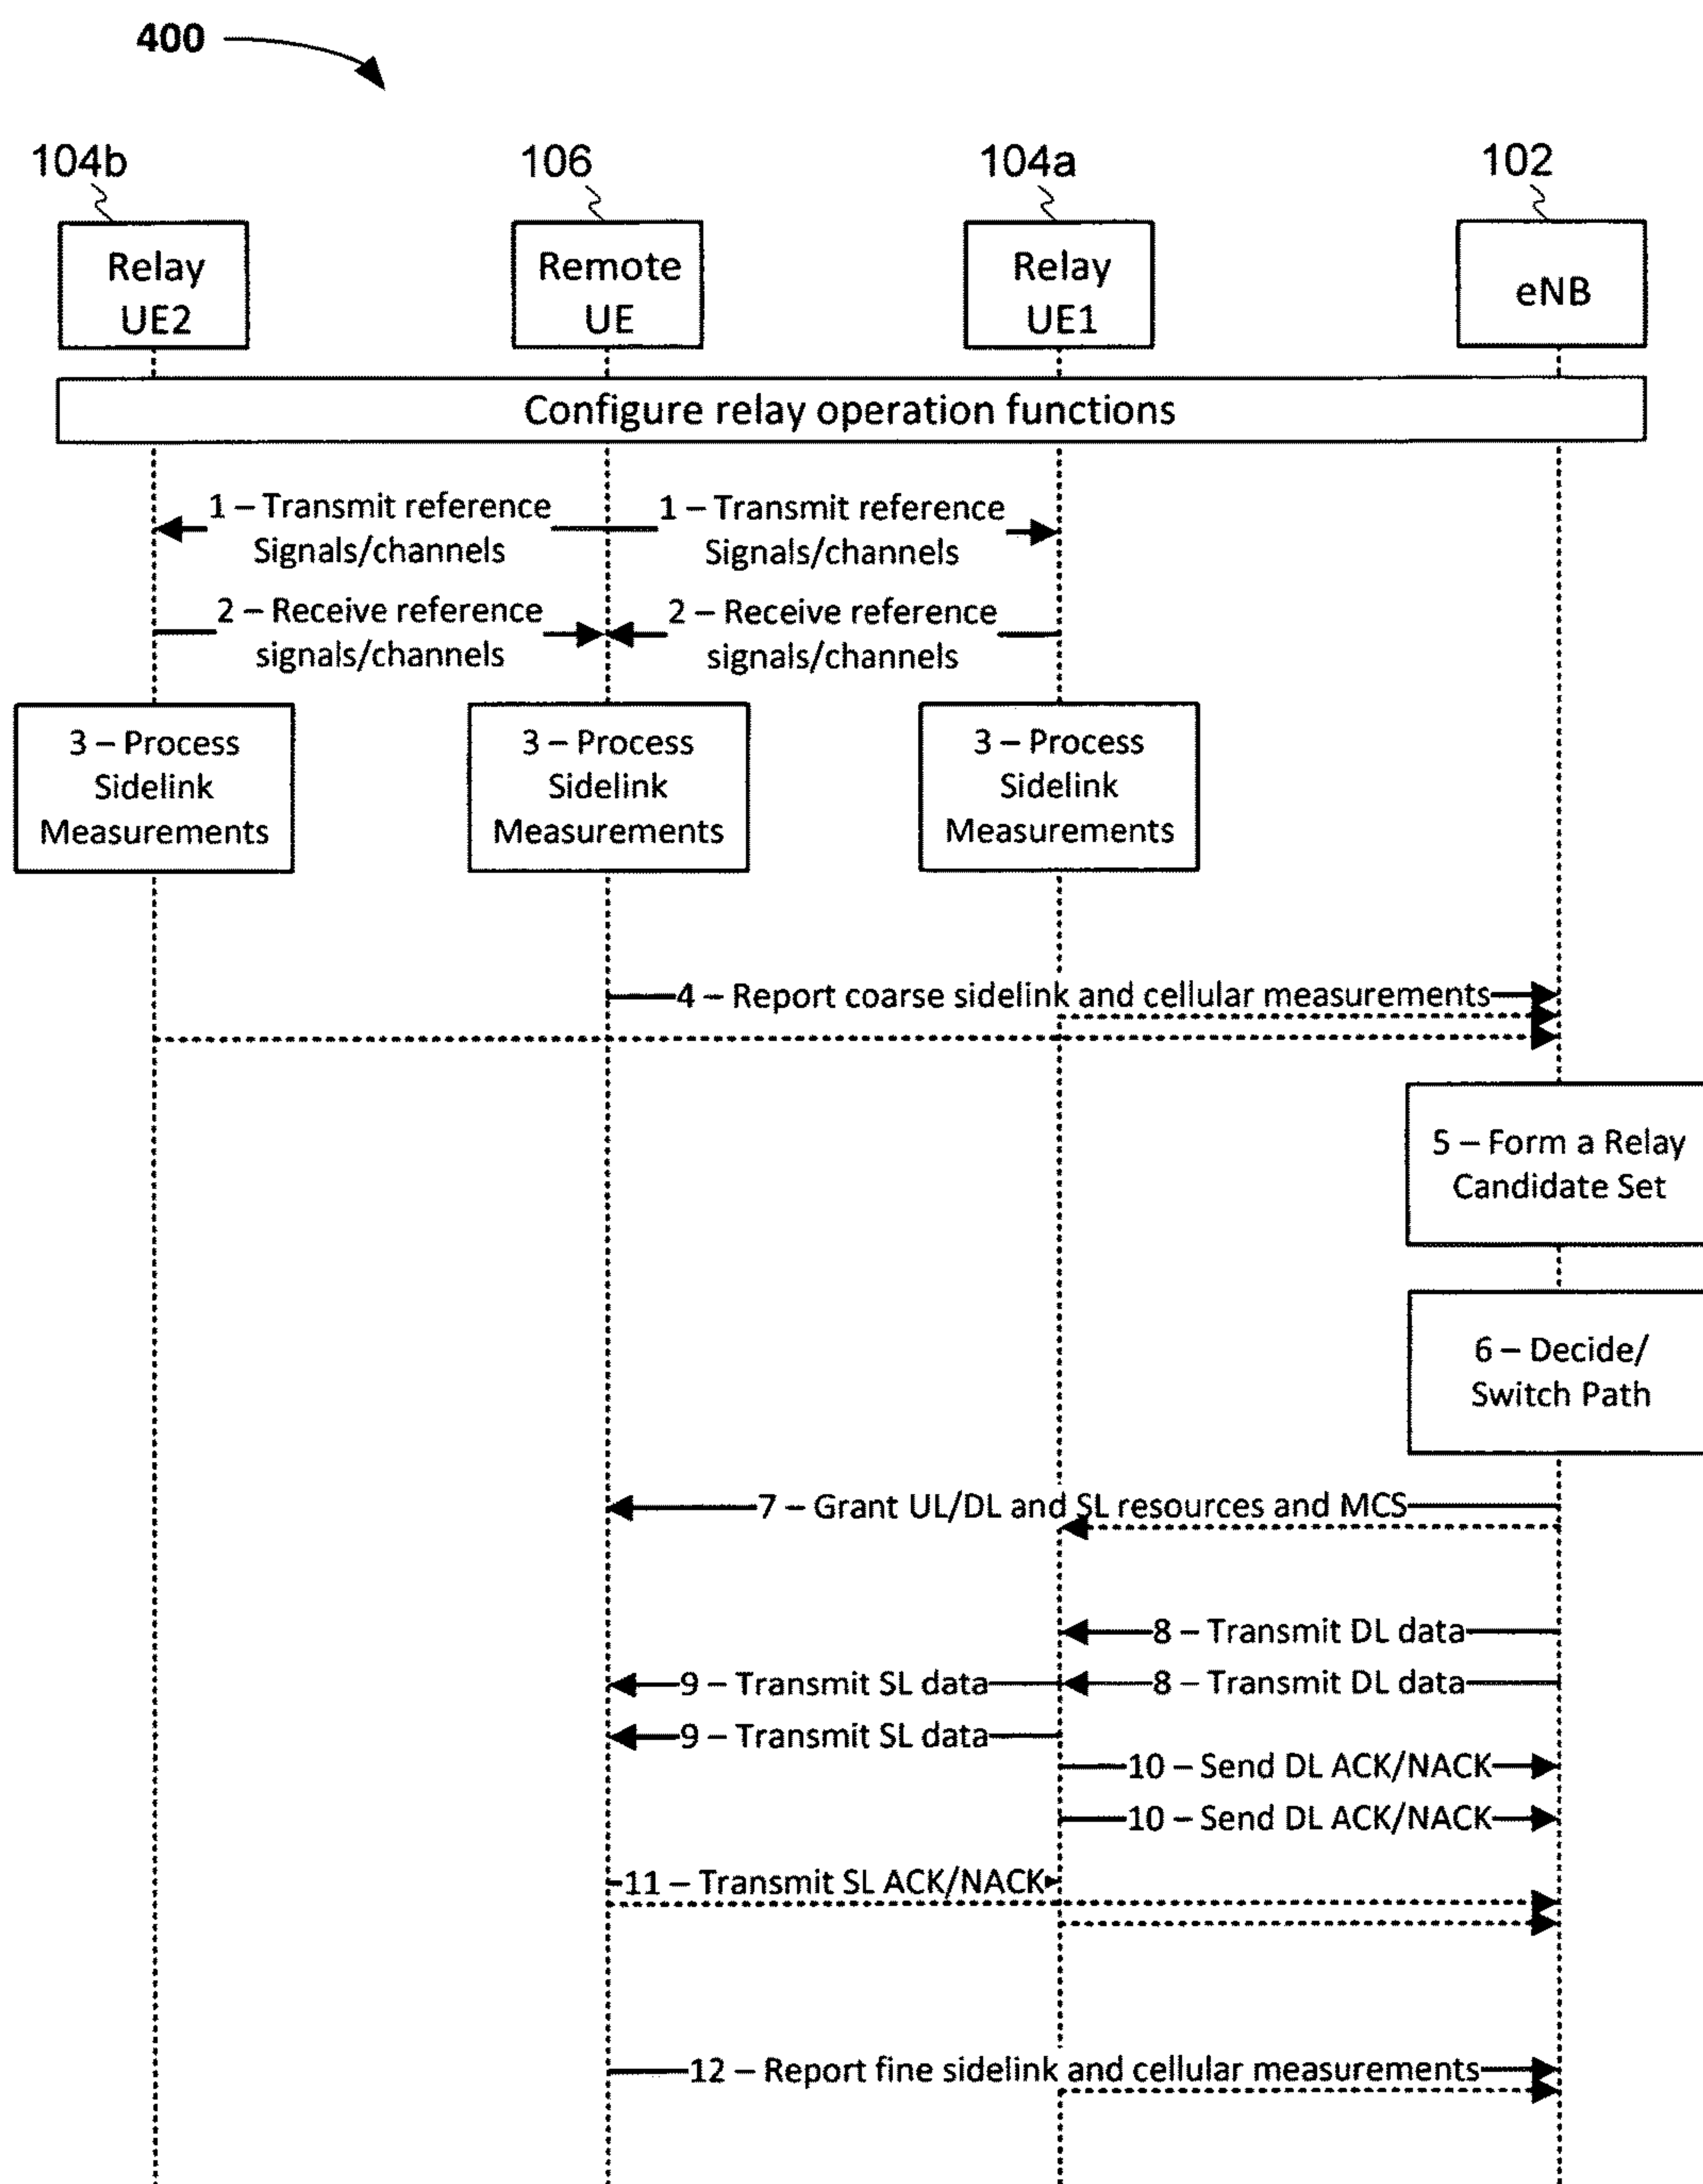 400
104b
106
104a
102
Relay
UE2
Remote
UE
Relay
UE1
eNB
Configure relay operation functions
1 – Transmit reference
Signals/channels
1 – Transmit reference
Signals/channels
2 – Receive reference
signals/channels
2 – Receive reference
signals/channels
3 – Process
Sidelink
Measurements
3 – Process
Sidelink
Measurements
3 – Process
Sidelink
Measurements
4 – Report coarse sidelink and cellular measurements
5 – Form a Relay
Candidate Set
6 – Decide/
Switch Path
7 – Grant UL/DL and SL resources and MCS
8 – Transmit DL data
9 – Transmit SL data
8 – Transmit DL data
9 – Transmit SL data
10 – Send DL ACK/NACK
10 – Send DL ACK/NACK
11 – Transmit SL ACK/NACK
12 – Report fine sidelink and cellular measurements